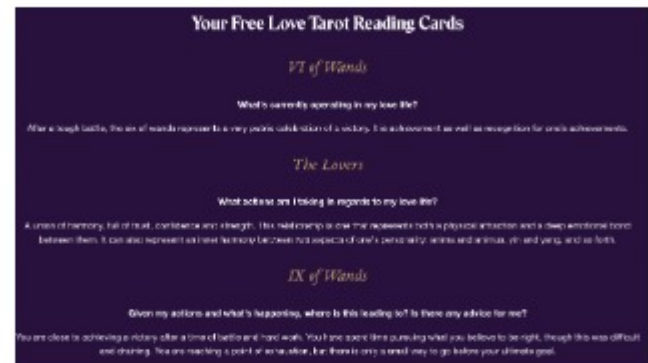 Your Free Love Tarot Reading Cards
VI of Wands
What's currently operating in my love life?
After a tough battle, the six of wands represents a very public celebration of a victory. It is achievement as well as recognition for one's achievements.
The Lovers
What actions am I taking in regards to my love life?
A union of harmony, full of trust, confidence and strength. This relationship is one that represents both a physical attraction and a deep emotional bond
between them. It can also represent an inner harmony between two aspects of one's personality: anima and animus, yin and yang, and so forth.
IX of Wands
Given my actions and what's happening, where is this leading to? Is there any advice for me?
You are close to achieving a victory after a time of battle and hard work. You have spent time pursuing what you believe to be right, though this was difficult
and draining. You are reaching a point of exhaustion, but there is only a small way to go before your ultimate goal.